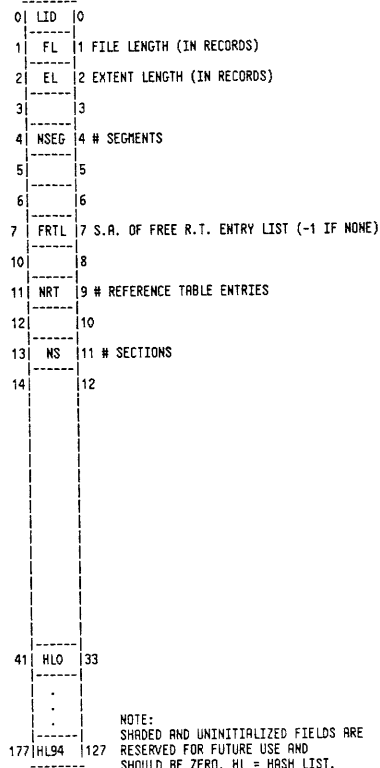 0| LID |0
1| FL |1 FILE LENGTH (IN RECORDS)
2| EL |2 EXTENT LENGTH (IN RECORDS)
3| |3
4| NSEG |4 # SEGMENTS
5| |5
6| |6
7 | FRTL |7 S.A. OF FREE R.T. ENTRY LIST (-1 IF NONE)
10| |8
11| NRT |9 # REFERENCE TABLE ENTRIES
12| |10
13| NS |11 # SECTIONS
14| |12
41| HL0 |33
.
.
.
NOTE:
SHADED AND UNINITIALIZED FIELDS ARE
177|HL94 |127 RESERVED FOR FUTURE USE AND
SHOULD BE ZERO. HL = HASH LIST.